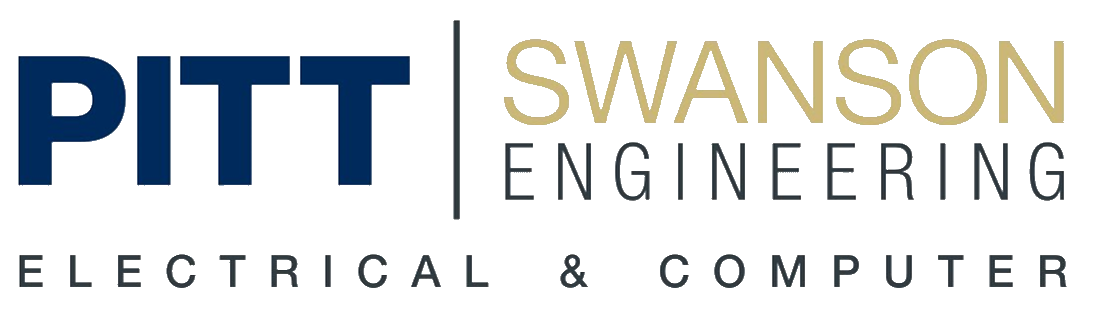 PITT
SWANSON
ENGINEERING
ELECTRICAL & COMPUTER